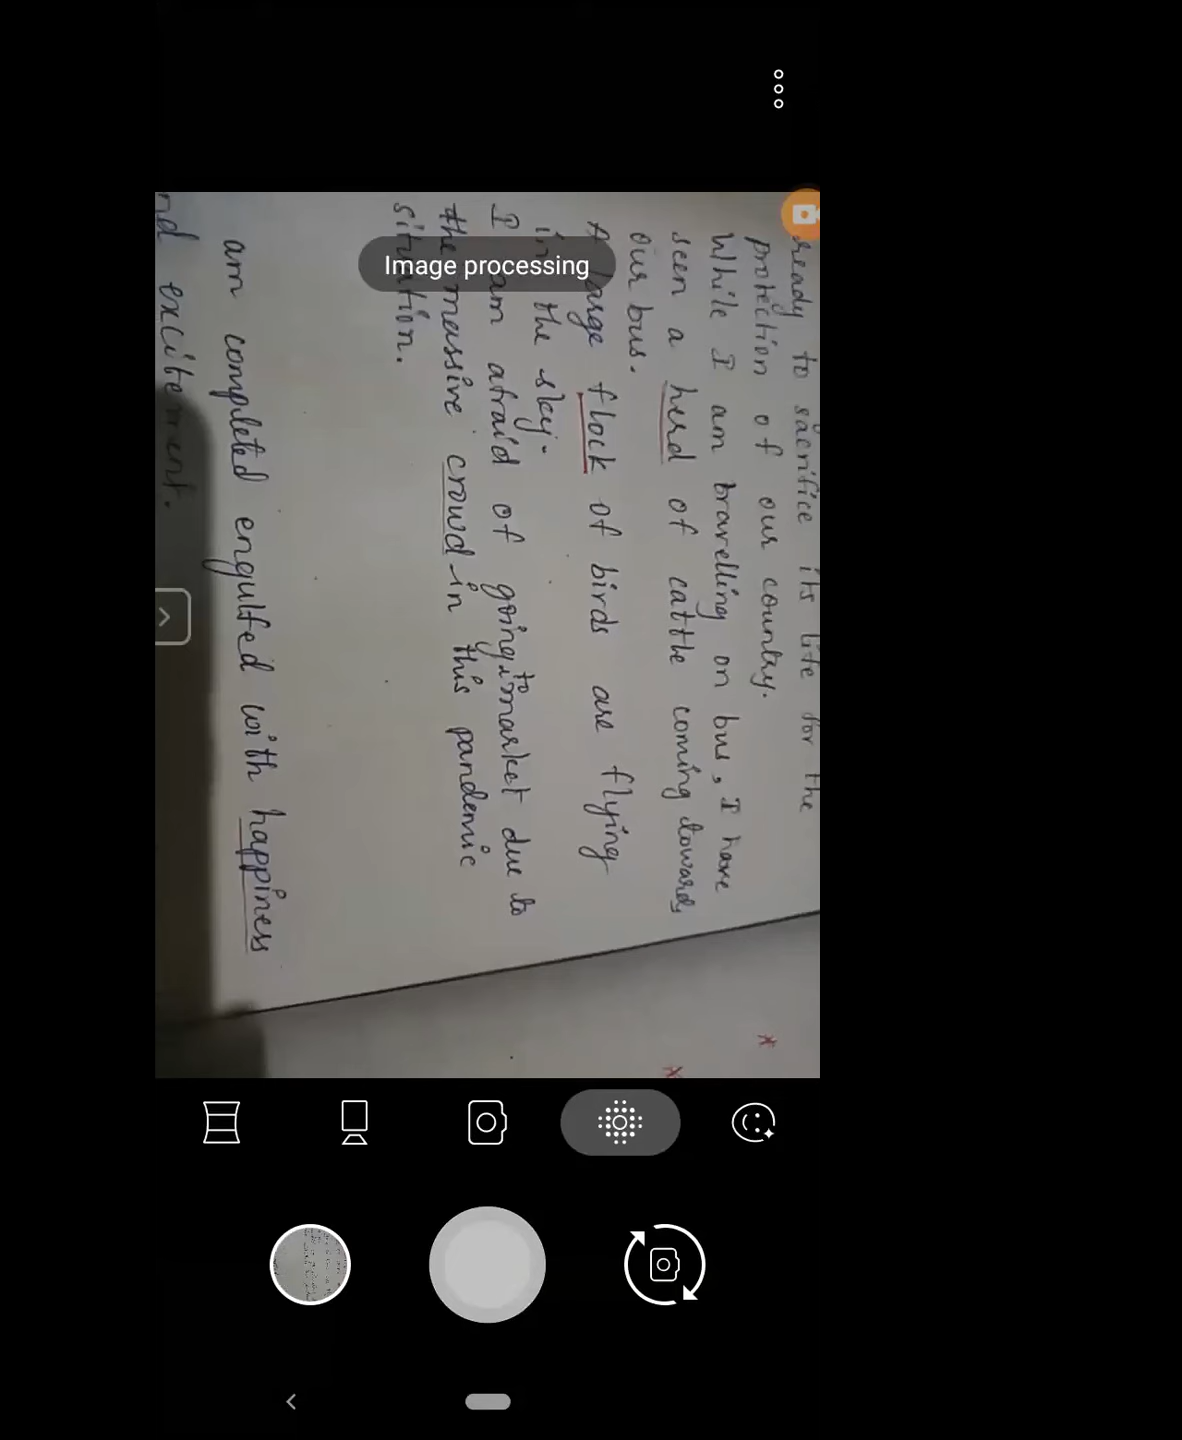 ready to sacrifice its life for the
protection of our country.
While I am travelling on bus, I have
seen a herd of cattle coming towards
our bus.
A large flock of birds are flying
in the sky.
I am afraid of going to market due to
the massive crowd in this pandemic
situation.
am completed engulfed with happiness
nd excitement.
Image processing